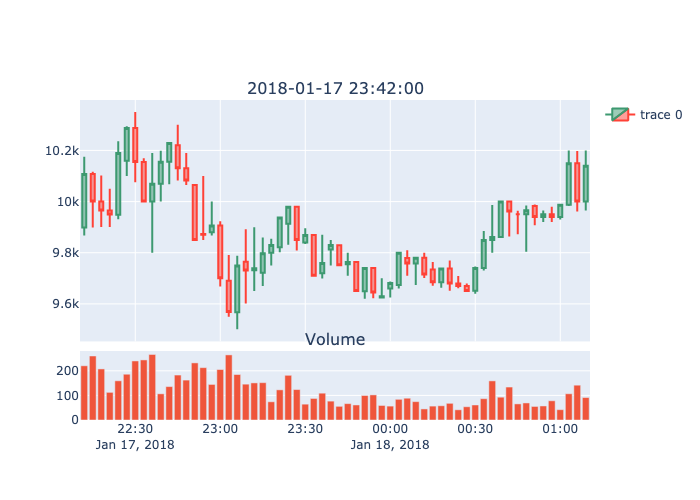 2018-01-17 23:42:00
trace 0
10.2k
10k
9.8k
9.6k
Volume
200
100
0
22:30 23:00 23:30 00:00 00:30 01:00
Jan 17, 2018 Jan 18, 2018